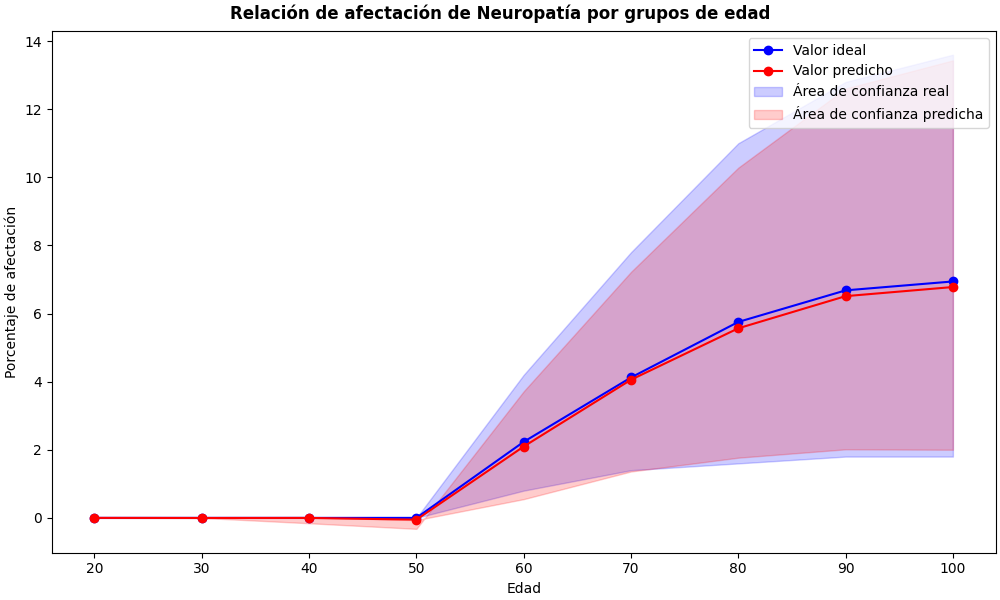 Relación de afectación de Neuropatía por grupos de edad
Porcentaje de afectación
14
12
10
8
6
4
2
0
Valor ideal
Valor predicho
Área de confianza real
Área de confianza predicha
20 30 40 50 60 70 80 90 100
Edad